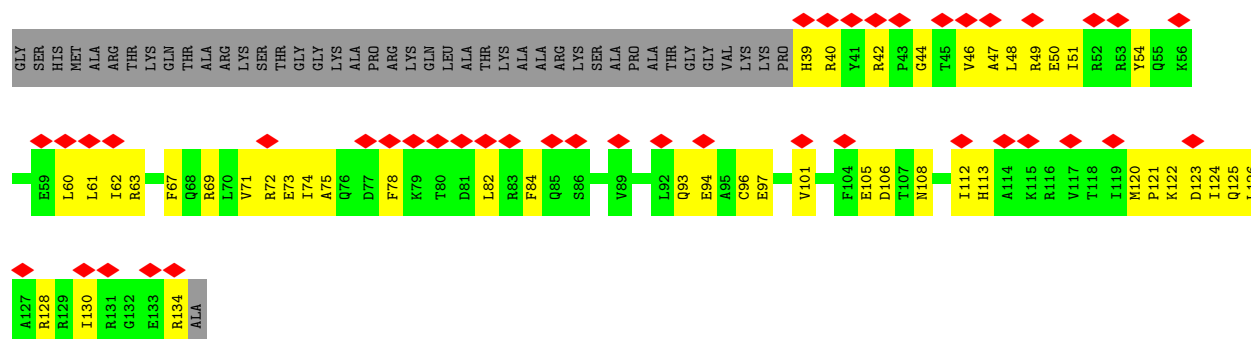 GLY SER HIS MET ALA ARG THR LYS GLN THR ALA ARG LYS SER THR GLY GLY LYS ALA PRO ARG LYS GLN LEU ALA THR LYS ALA ALA ARG LYS SER ALA PRO ALA THR GLY GLY VAL LYS LYS PRO H39 R40 Y41 R42 P43 G44 T45 V46 A47 L48 R49 E50 I51 R52 R53 Y54 Q55 K56
E59 L60 L61 I62 R63 F67 Q68 R69 L70 V71 R72 E73 I74 A75 Q76 D77 F78 K79 T80 D81 L82 R83 F84 Q85 S86 V89 L92 Q93 E94 A95 C96 E97 V101 F104 E105 D106 T107 N108 I112 H113 A114 K115 R116 V117 T118 I119 M120 P121 K122 D123 I124 Q125
A127 R128 R129 I130 R131 G132 E133 R134 ALA